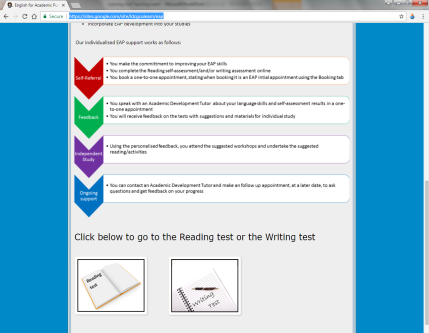 English for Academic Pu
Secure
https://sites.google.com/site/ldcgculearn/eap
• Incorporate EAP development into your studies
Our individualised EAP support works as follows:
Self-Referral
• You make the commitment to improving your EAP skills
• You complete the Reading self-assessment/and/or writing assessment online
• You book a one-to-one appointment, stating when booking it is an EAP intial appointment using the Booking tab
Feedback
• You speak with an Academic Development Tutor about your language skills and self-assessment results in a one-
to-one appointment
• You will receive feedback on the tests with suggestions and materials for individual study
Independent
Study
• Using the personalised feedback, you attend the suggested workshops and undertake the suggested
reading/activities
Ongoing
support
• You can contact an Academic Development Tutor and make an follow up appointment, at a later date, to ask
questions and get feedback on your progress
Click below to go to the Reading test or the Writing test
Reading
test
Writing
Test